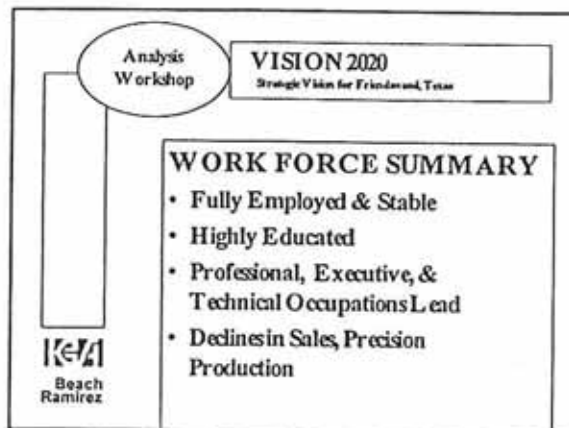 Analysis
Workshop
VISION 2020
Strategic Vision for Friendswood, Texas
WORK FORCE SUMMARY
• Fully Employed & Stable
• Highly Educated
• Professional, Executive, &
Technical Occupations Lead
• Declines in Sales, Precision
Production
Beach
Ramirez